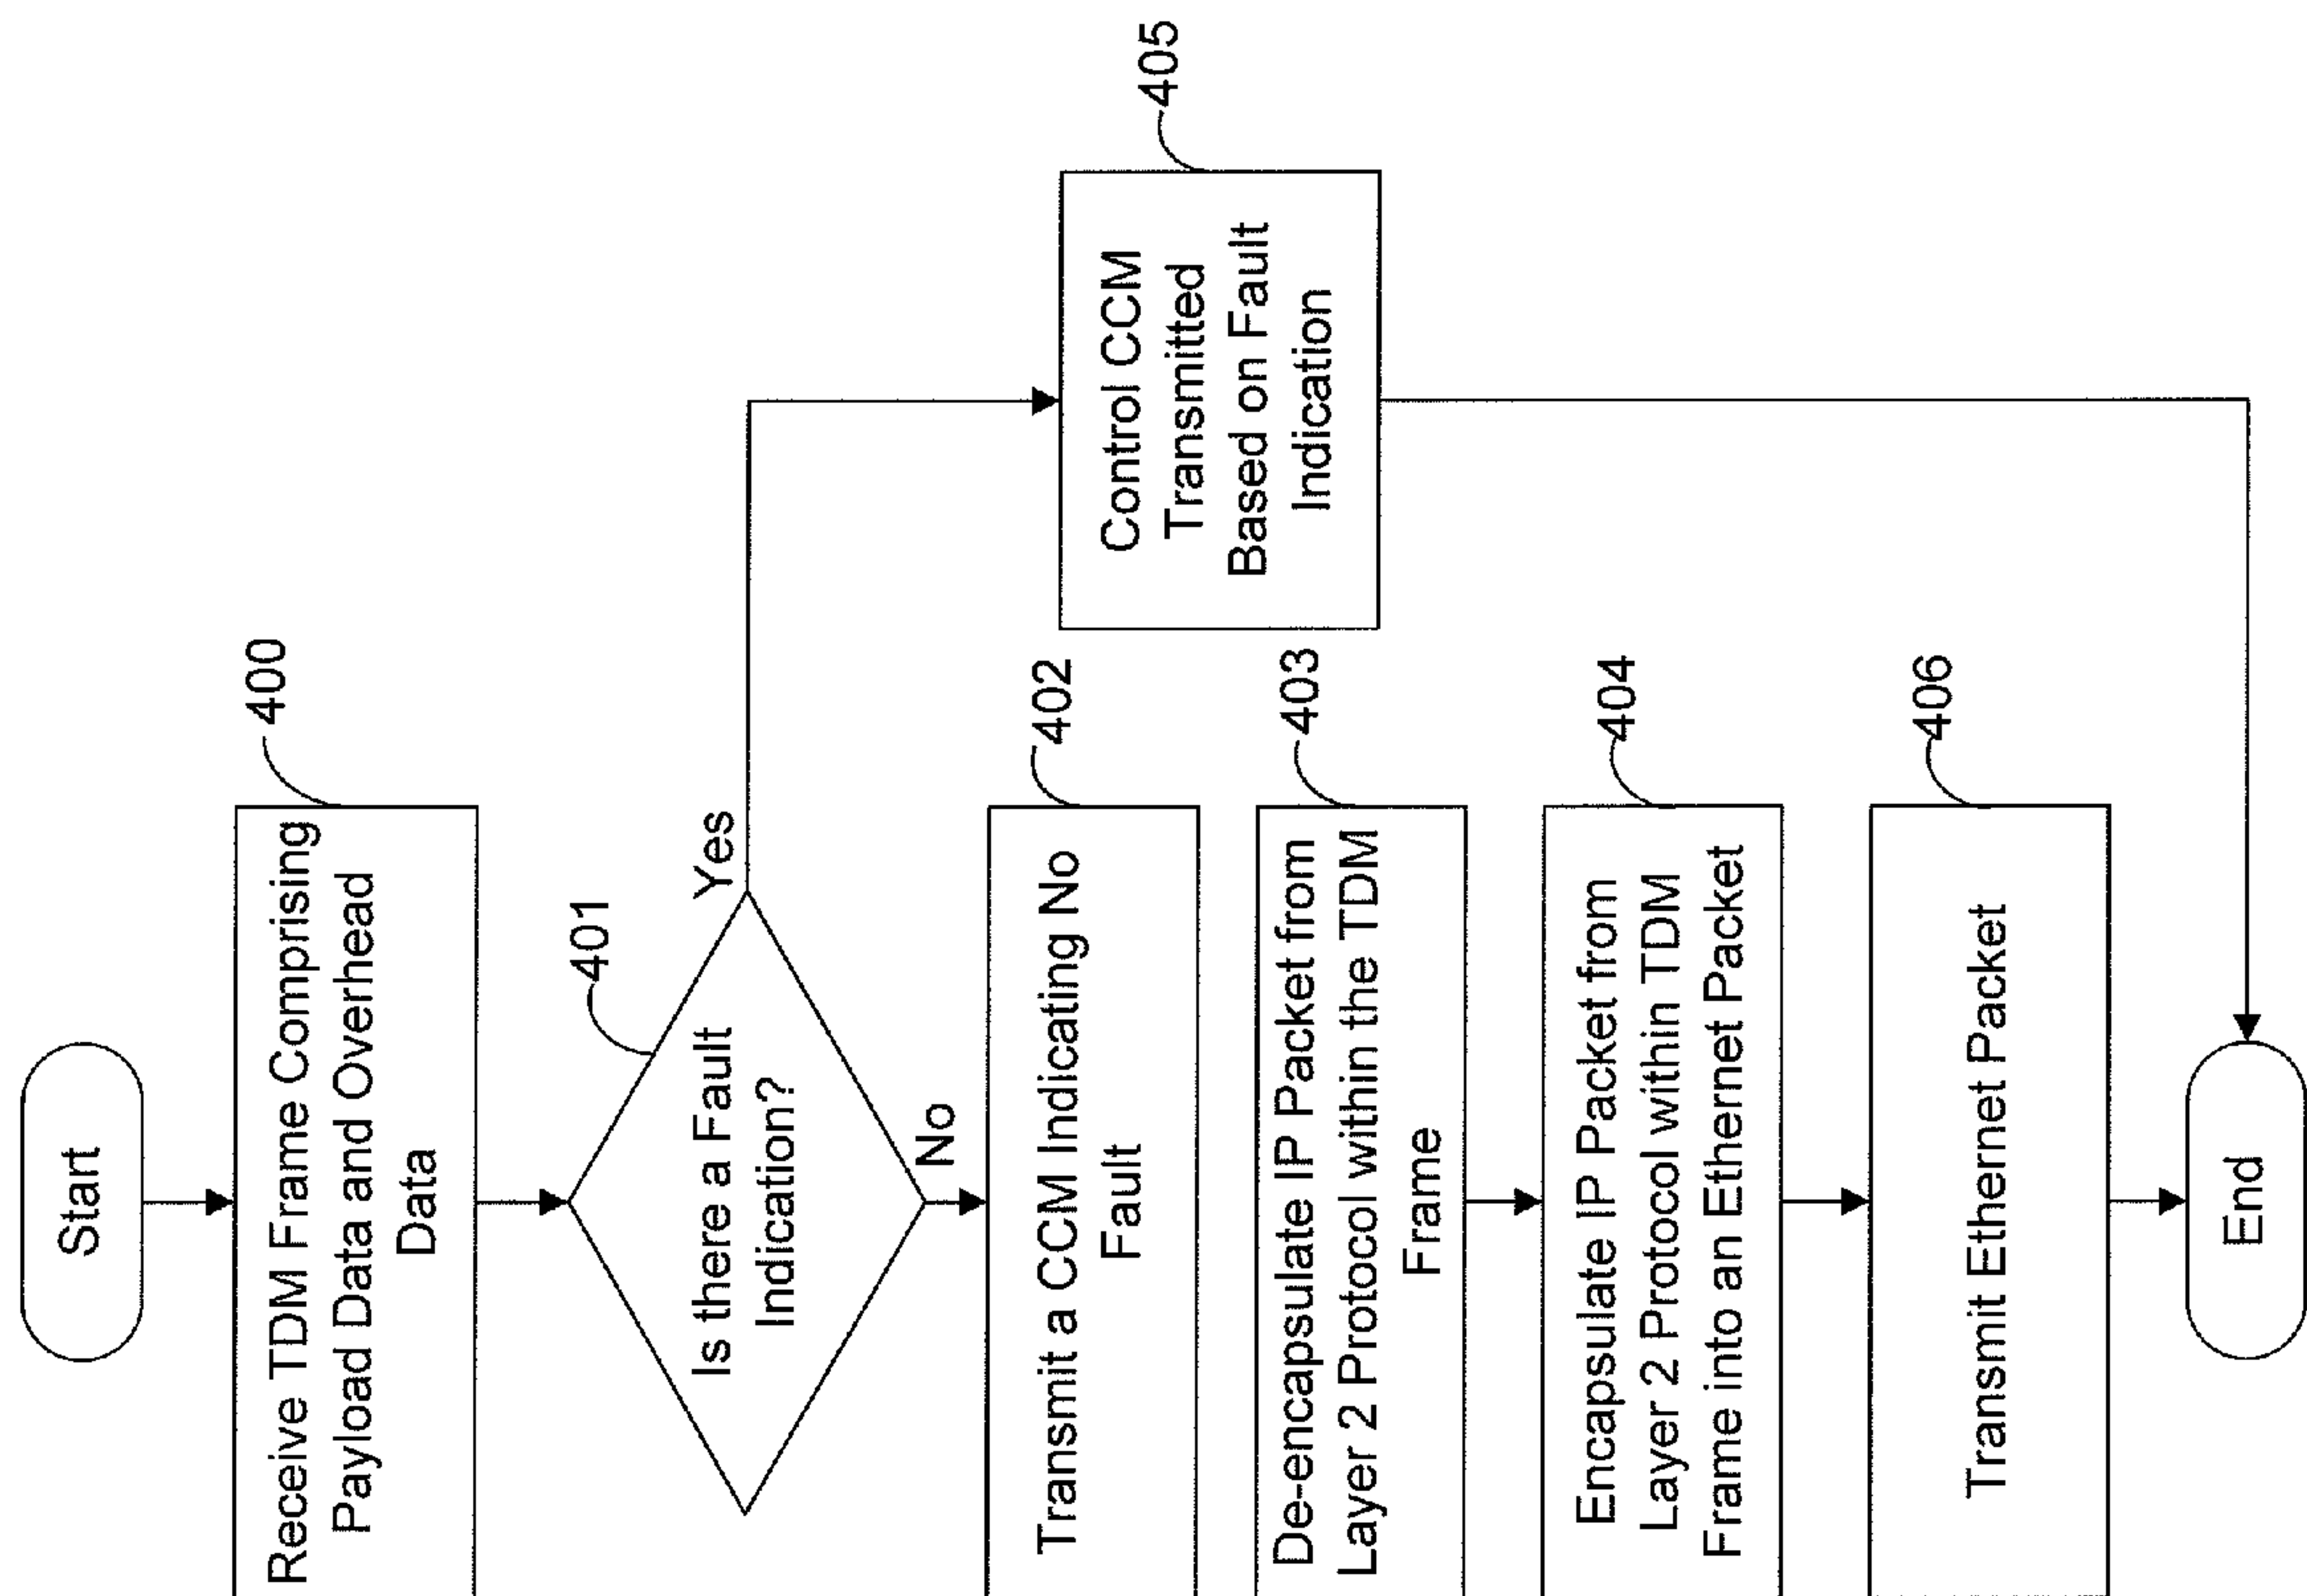 Start
400
Receive TDM Frame Comprising
Payload Data and Overhead
Data
401
Is there a Fault
Indication?
Yes
No
402
Transmit a CCM Indicating No
Fault
405
Control CCM
Transmitted
Based on Fault
Indication
403
De-encapsulate IP Packet from
Layer 2 Protocol within the TDM
Frame
404
Encapsulate IP Packet from
Layer 2 Protocol within TDM
Frame into an Ethernet Packet
406
Transmit Ethernet Packet
End